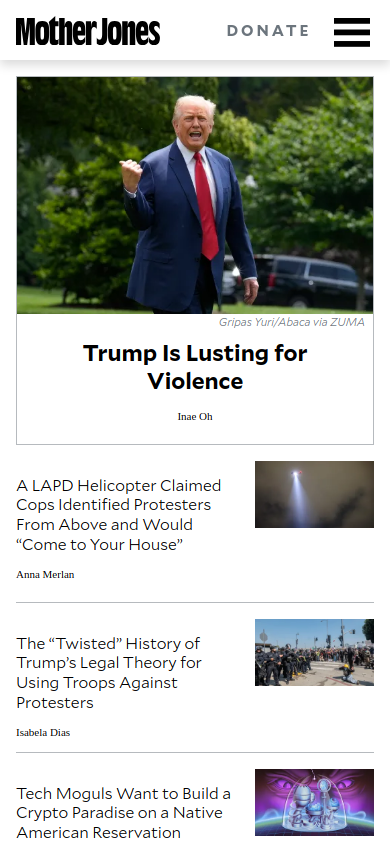 Mother Jones
DONATE
Gripas Yuri/Abaca via ZUMA
Trump Is Lusting for
Violence
Inae Oh
A LAPD Helicopter Claimed
Cops Identified Protesters
From Above and Would
“Come to Your House”
Anna Merlan
The “Twisted” History of
Trump’s Legal Theory for
Using Troops Against
Protesters
Isabela Dias
Tech Moguls Want to Build a
Crypto Paradise on a Native
American Reservation